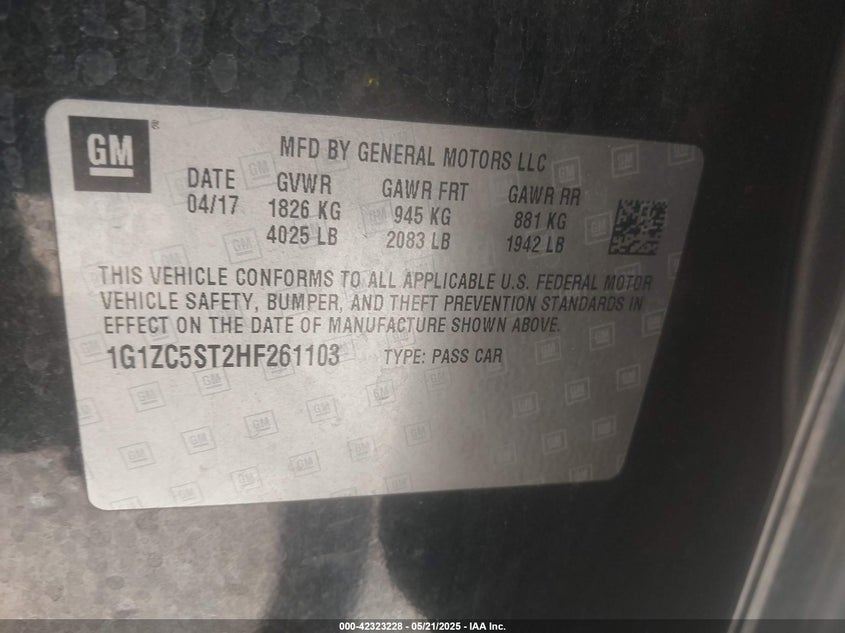 GM®
MFD BY GENERAL MOTORS LLC
DATE GVWR GAWR FRT GAWR RR
04/17 1826 KG 945 KG 881 KG
4025 LB 2083 LB 1942 LB
THIS VEHICLE CONFORMS TO ALL APPLICABLE U.S. FEDERAL MOTOR
VEHICLE SAFETY, BUMPER, AND THEFT PREVENTION STANDARDS IN
EFFECT ON THE DATE OF MANUFACTURE SHOWN ABOVE.
1G1ZC5ST2HF261103 TYPE: PASS CAR
000-42323228 - 05/21/2025 - IAA Inc.